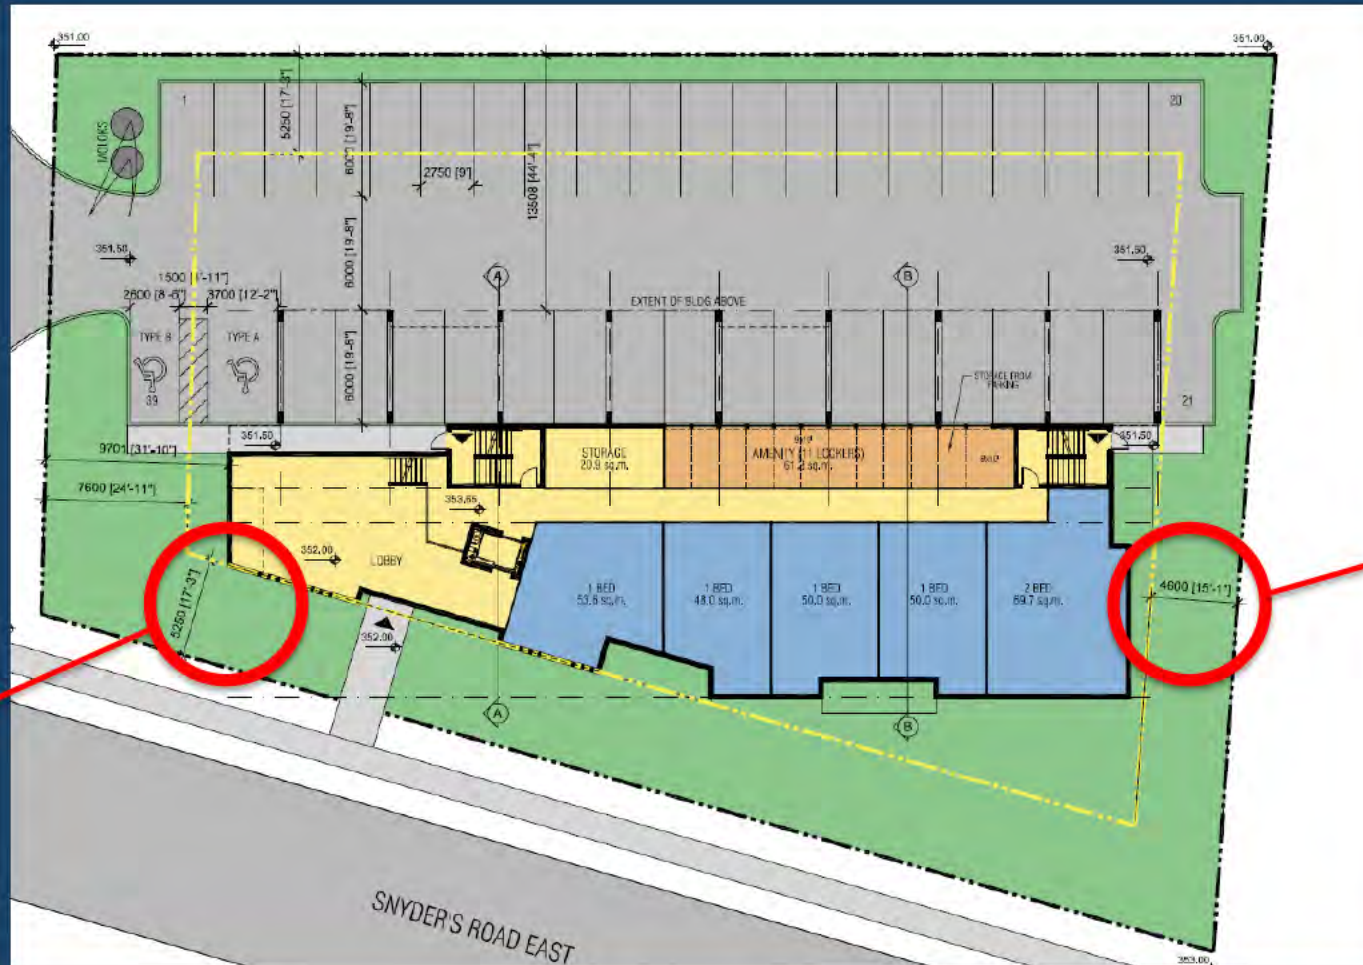 351.00
351.00
1
20
MOLOKS
5250 [17'-3"]
6000 [19'-8"]
2750 [9']
13508 [44'-4"]
351.50
351.50
6000 [19'-8"]
A
B
2600 [8'-6"]
3700 [12'-2"]
EXTENT OF BLDG ABOVE
TYPE B
TYPE A
6000 [19'-8"]
STORAGE FROM
PARKING
39
21
351.50
351.50
9701 [31'-10"]
STORAGE
20.9 sq.m.
AMENITY (11 LOCKERS)
61.2 sq.m.
7600 [24'-11"]
353.65
352.00
LOBBY
1 BED
53.6 sq.m.
1 BED
48.0 sq.m.
1 BED
50.0 sq.m.
1 BED
50.0 sq.m.
2 BED
69.7 sq.m.
4600 [15'-1"]
5250 [17'-3"]
352.00
A
B
SNYDER'S ROAD EAST
353.00